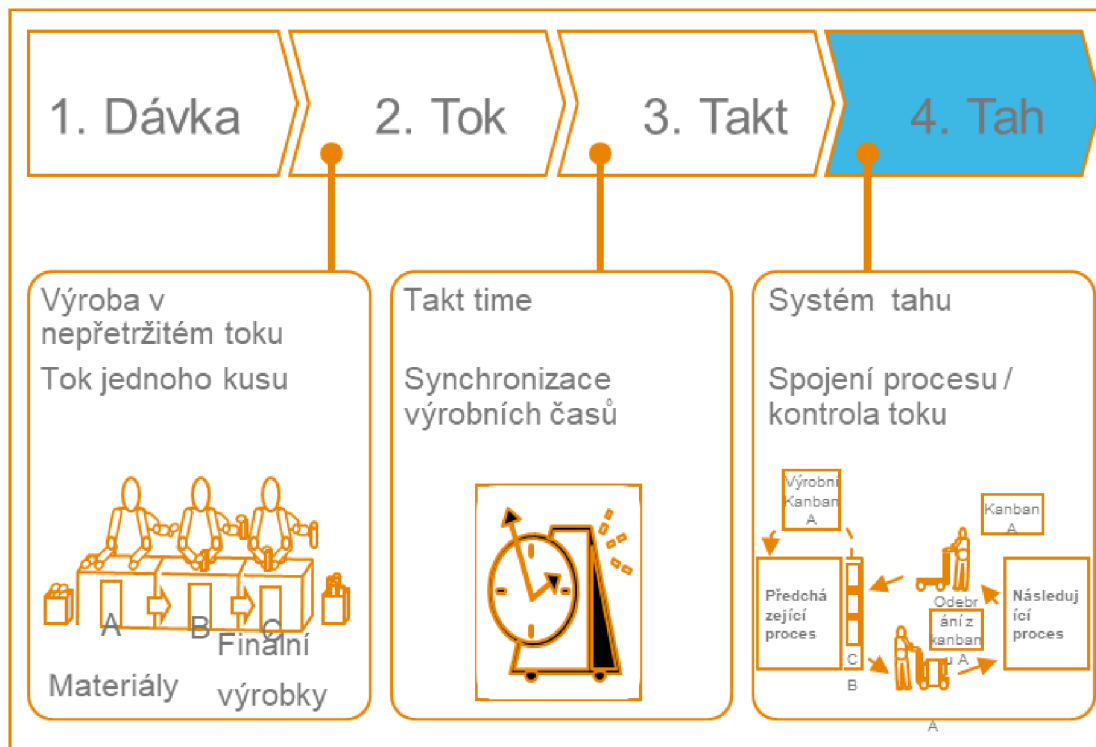 1. Dávka
2. Tok
3. Takt
4. Tah
Výroba v
nepřetržitém toku
Tok jednoho kusu
A
B
C
Finální
Materiály
výrobky
Takt time
Synchronizace
výrobních časů
Systém tahu
Spojení procesu /
kontrola toku
Výrobní
Kanban
A
Kanban
A
Předchá
zející
proces
Odebr
ání z
kanban
u A
Následuj
ící
proces
C
B
A